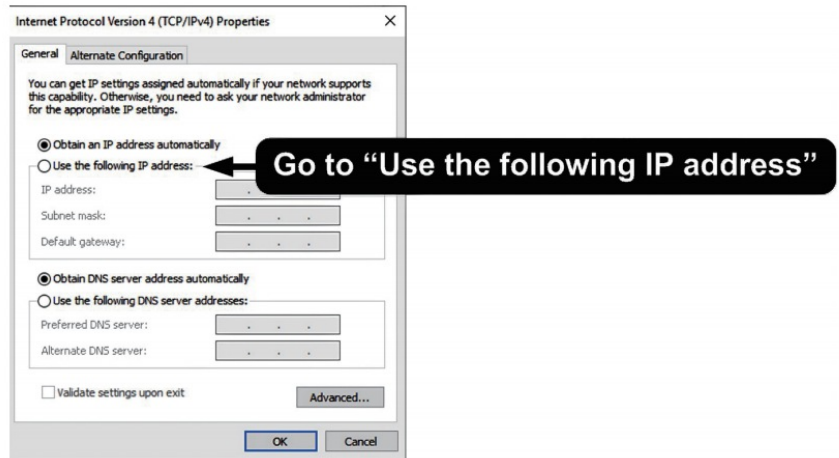 Internet Protocol Version 4 (TCP/IPv4) Properties
General Alternate Configuration
You can get IP settings assigned automatically if your network supports
this capability. Otherwise, you need to ask your network administrator
for the appropriate IP settings.
Obtain an IP address automatically
Use the following IP address:
Go to “Use the following IP address”
IP address:
Subnet mask:
Default gateway:
Obtain DNS server address automatically
Use the following DNS server addresses:
Preferred DNS server:
Alternate DNS server:
Validate settings upon exit
Advanced...
OK Cancel